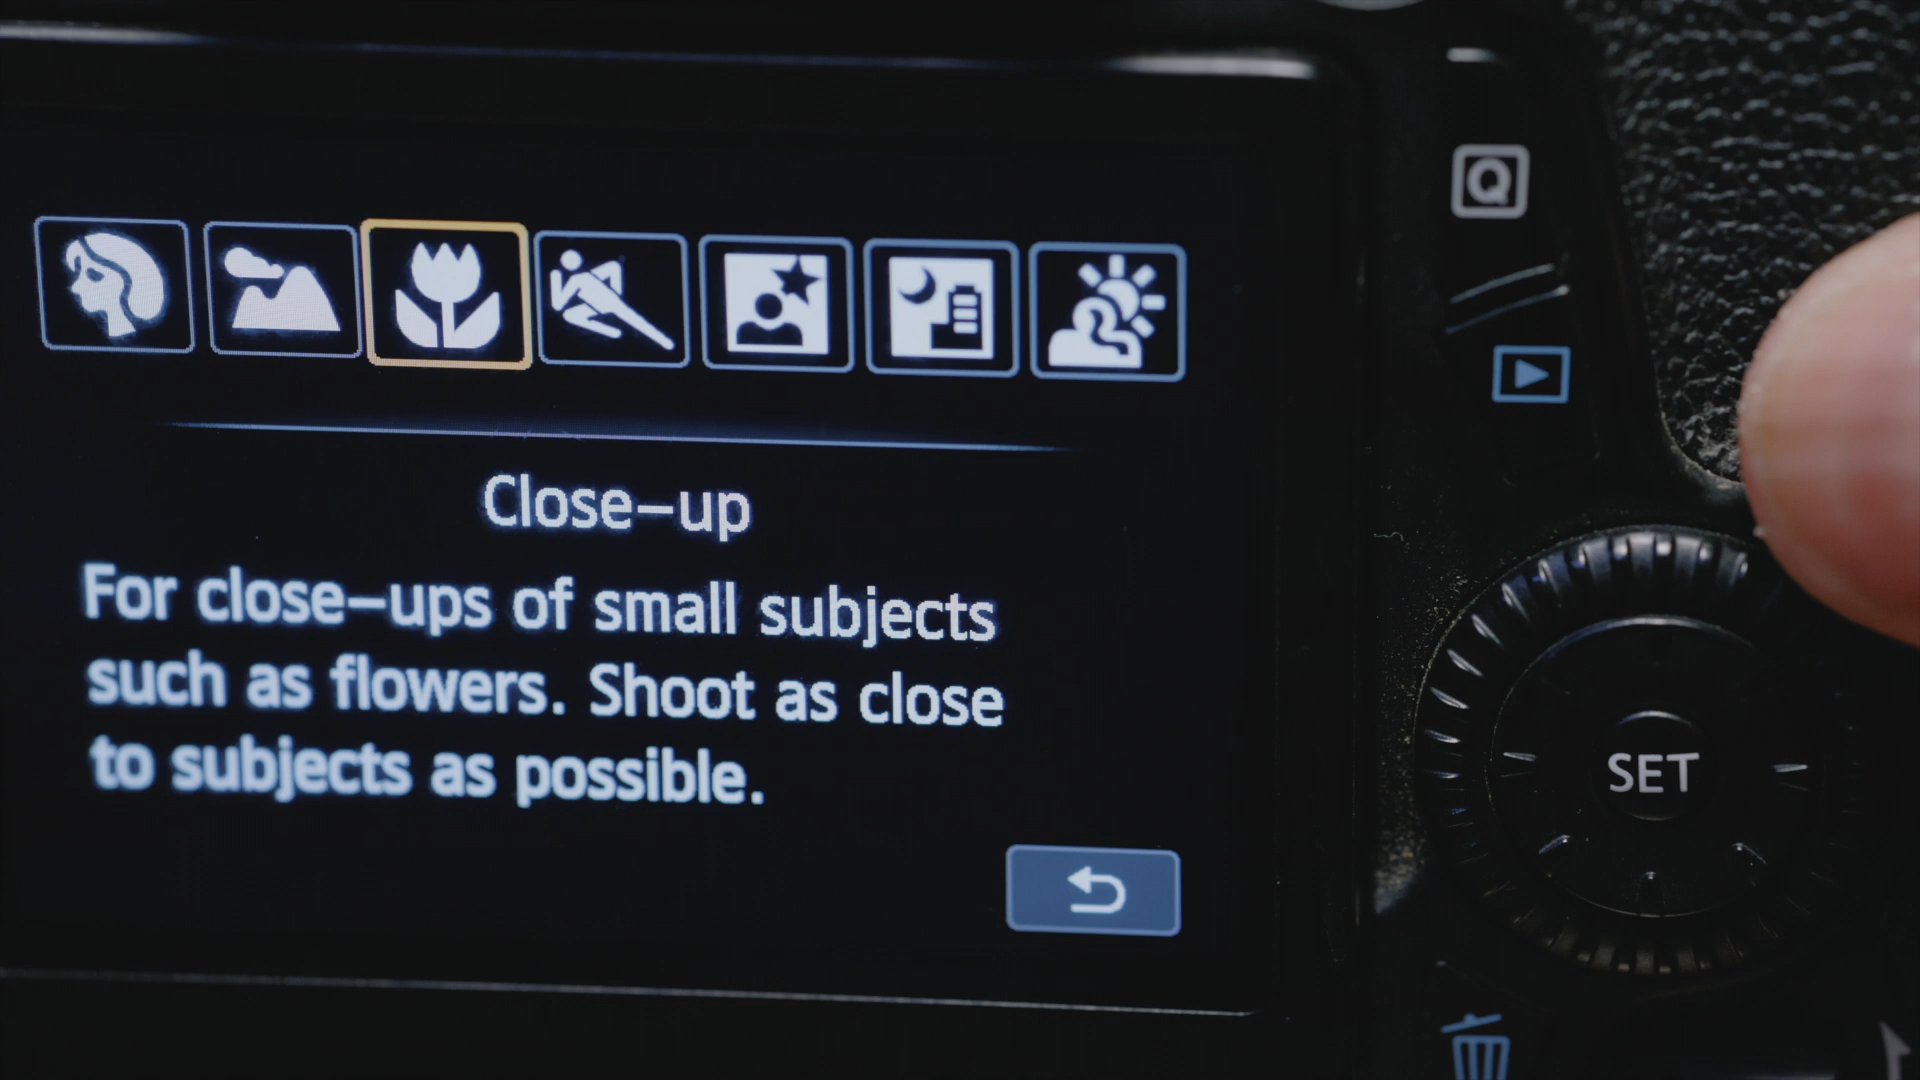 Q
Close-up
For close-ups of small subjects
such as flowers. Shoot as close
to subjects as possible.
SET